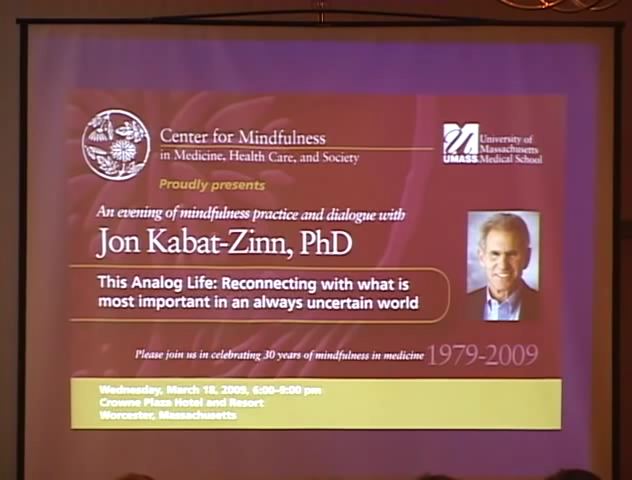 Center for Mindfulness
in Medicine, Health Care, and Society
UMASS
University of
Massachusetts
Medical School
Proudly presents
An evening of mindfulness practice and dialogue with
Jon Kabat-Zinn, PhD
This Analog Life: Reconnecting with what is
most important in an always uncertain world
Please join us in celebrating 30 years of mindfulness in medicine 1979-2009
Wednesday, March 18, 2009, 6:00–9:00 pm
Crowne Plaza Hotel and Resort
Worcester, Massachusetts